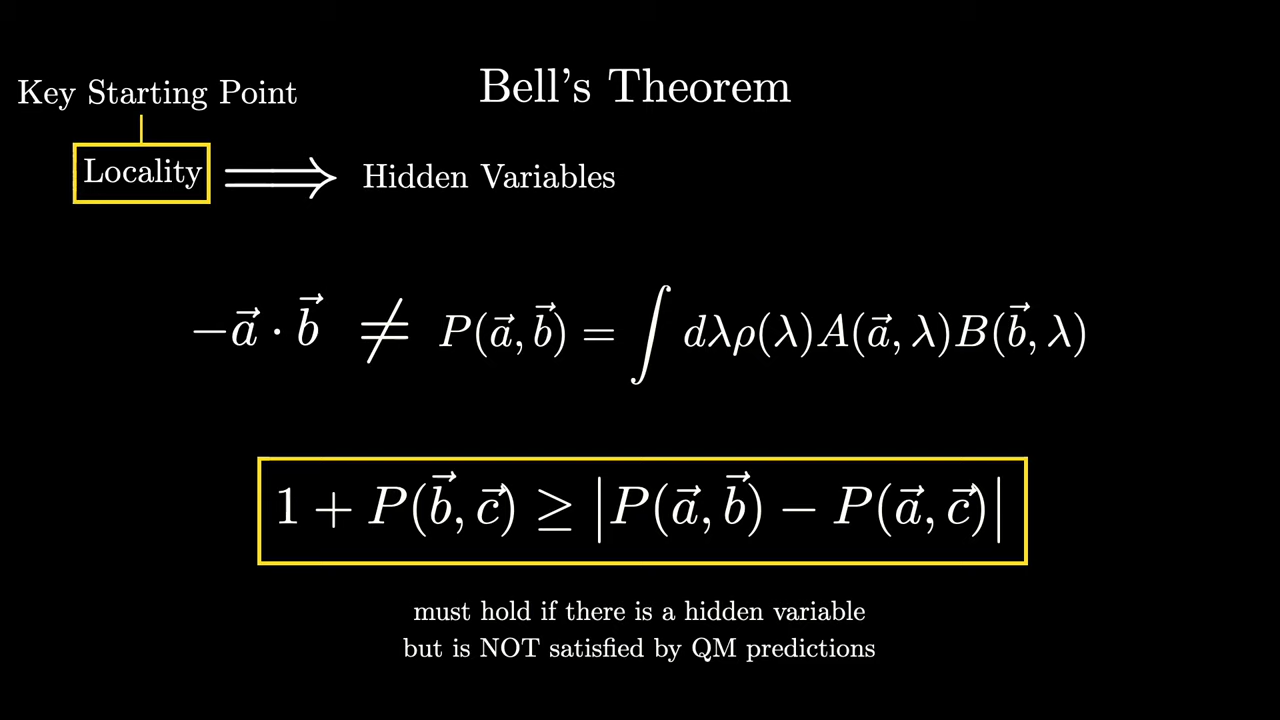 Bell's Theorem
Key Starting Point
Locality ⟹ Hidden Variables
−a⃗ · b⃗ ≠ P(a⃗, b⃗) = ∫ dλρ(λ)A(a⃗, λ)B(b⃗, λ)
1 + P(b⃗, c⃗) ≥ |P(a⃗, b⃗) − P(a⃗, c⃗)|
must hold if there is a hidden variable
but is NOT satisfied by QM predictions